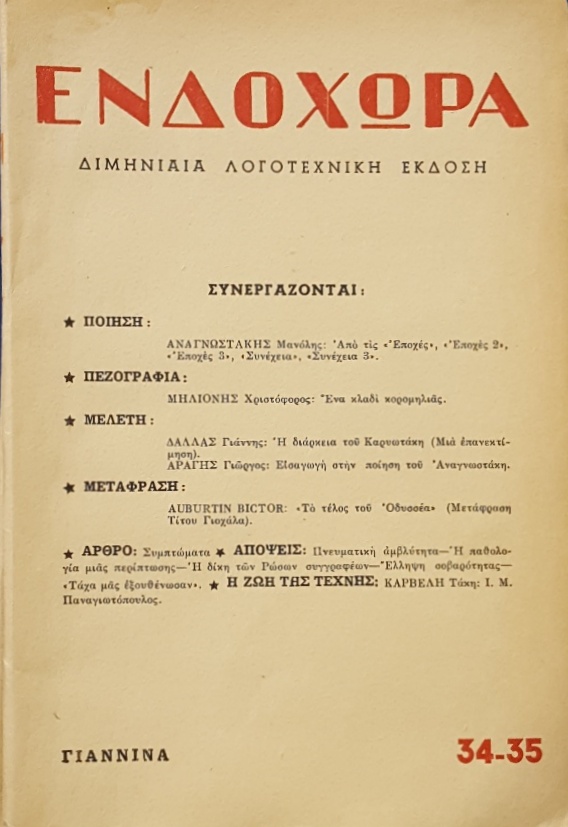 ΕΝΔΟΧΩΡΑ
ΔΙΜΗΝΙΑΙΑ ΛΟΓΟΤΕΧΝΙΚΗ ΕΚΔΟΣΗ
ΣΥΝΕΡΓΑΖΟΝΤΑΙ:
★ ΠΟΙΗΣΗ:
ΑΝΑΓΝΩΣΤΑΚΗΣ Μανόλης: Ἀπὸ τὶς «Ἐποχές», «Ἐποχὲς 2»,
«Ἐποχὲς 3», «Συνέχεια», «Συνέχεια 3».
★ ΠΕΖΟΓΡΑΦΙΑ:
ΜΗΛΙΟΝΗΣ Χριστόφορος: Ἕνα κλαδὶ κορομηλιᾶς.
★ ΜΕΛΕΤΗ:
ΔΑΛΛΑΣ Γιάννης: Ἡ διάρκεια τοῦ Καρυωτάκη (Μιὰ ἐπανεκτί-
μηση).
ΑΡΑΓΗΣ Γιῶργος: Εἰσαγωγὴ στὴν ποίηση τοῦ Ἀναγνωστάκη.
★ ΜΕΤΑΦΡΑΣΗ:
AUBURTIN BICTOR: «Τὸ τέλος τοῦ Ὀδυσσέα» (Μετάφραση
Τίτου Γιοχάλα).
★ ΑΡΘΡΟ: Συμπτώματα ★ ΑΠΟΨΕΙΣ: Πνευματικὴ ἀμβλύτητα—Ἡ παθολο-
γία μιᾶς περίπτωσης—Ἡ δίκη τῶν Ρώσων συγγραφέων—Ἔλληψη σοβαρότητας—
«Τάχα μᾶς ἐξουθένωσαν». ★ Η ΖΩΗ ΤΗΣ ΤΕΧΝΗΣ: ΚΑΡΒΕΛΗ Τάκη: Ι. Μ.
Παναγιωτόπουλος.
ΓΙΑΝΝΙΝΑ
34-35